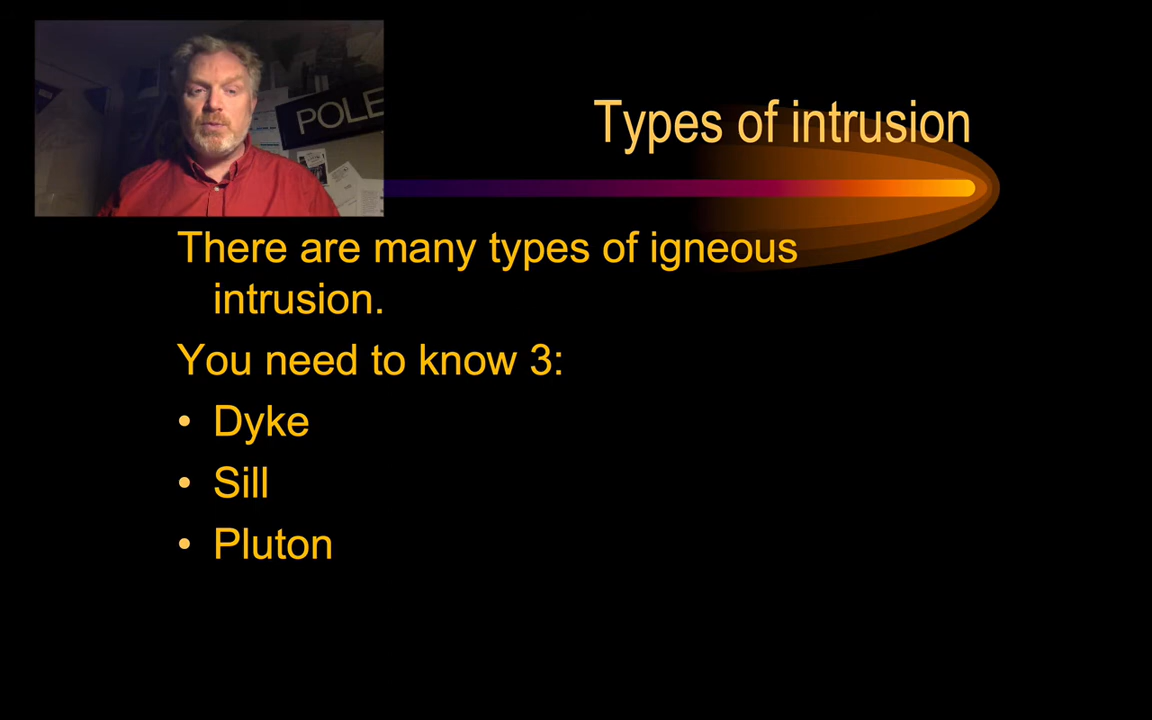 POLE
Types of intrusion
There are many types of igneous
intrusion.
You need to know 3:
• Dyke
• Sill
• Pluton